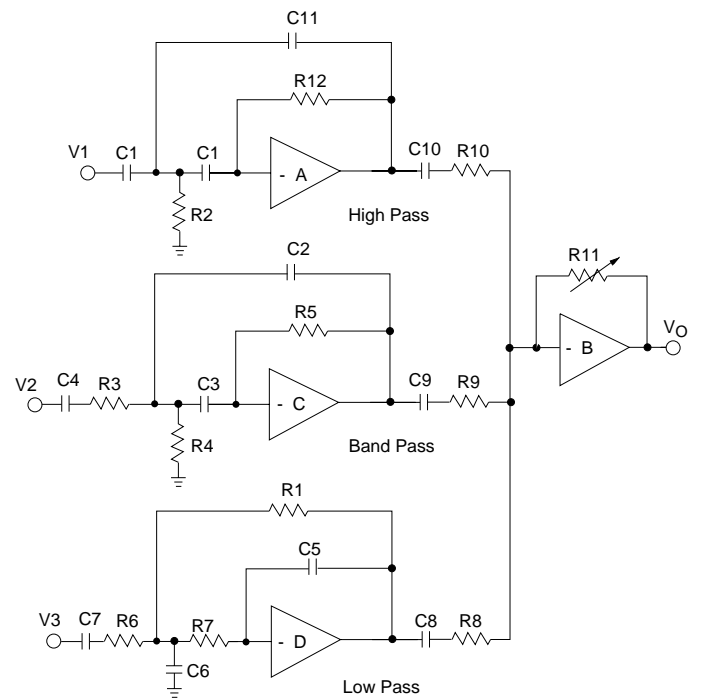 C11
R12
V1 C1 C1 - A C10 R10
R2
High Pass
C2
R11
R5
- B VO
V2 C4 R3 C3 - C C9 R9
R4
Band Pass
R1
C5
V3 C7 R6 R7 - D C8 R8
C6
Low Pass